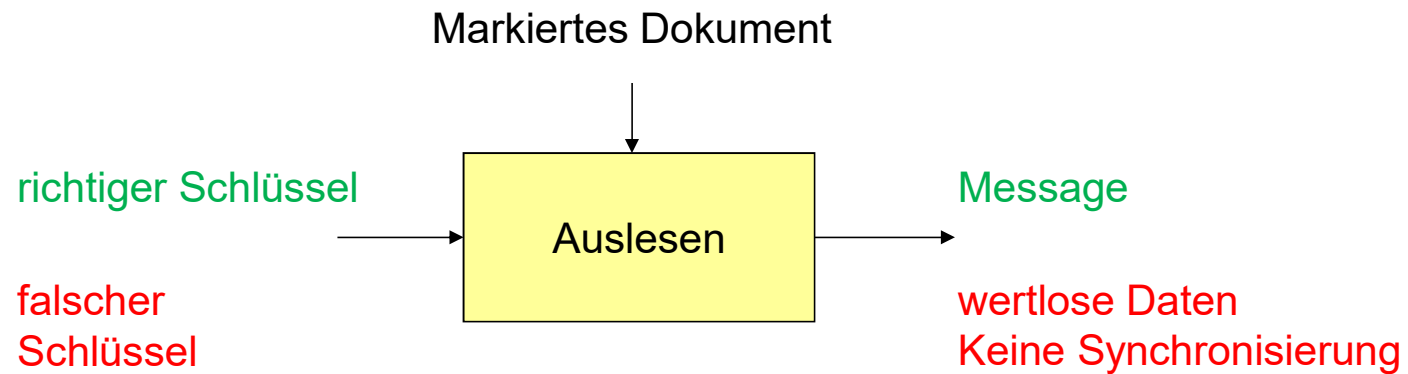 Markiertes Dokument
richtiger Schlüssel
Message
Auslesen
falscher
Schlüssel
wertlose Daten
Keine Synchronisierung